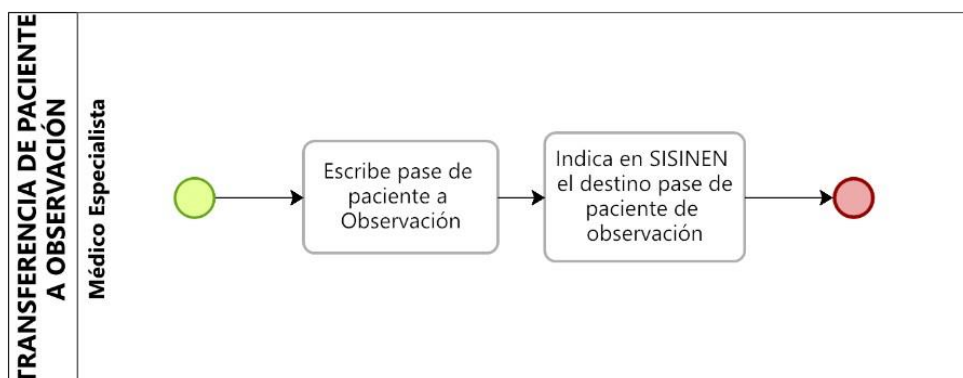 TRANSFERENCIA DE PACIENTE
A OBSERVACIÓN
Médico Especialista
Escribe pase de
paciente a
Observación
Indica en SISINEN
el destino pase de
paciente de
observación